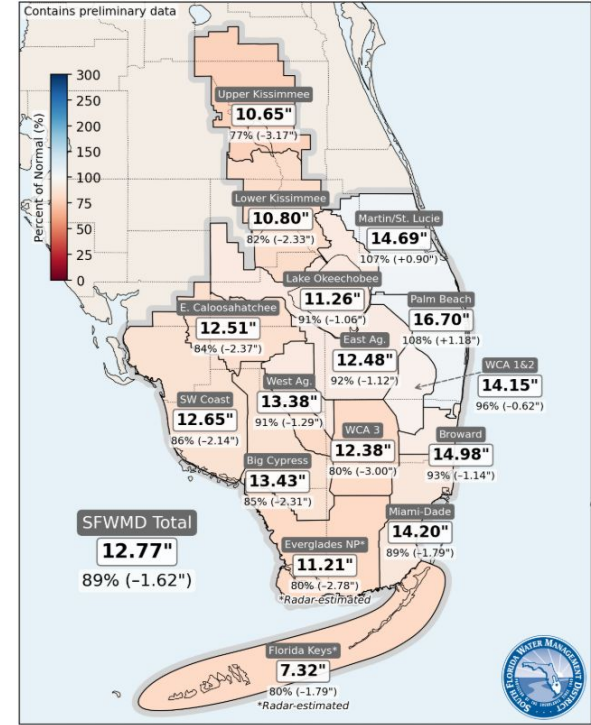 Contains preliminary data
300
250
200
150
100
75
50
25
0
Percent of Normal (%)
Upper Kissimmee
10.65"
77% (−3.17")
Lower Kissimmee
10.80"
82% (−2.33")
Martin/St. Lucie
14.69"
107% (+0.90")
Lake Okeechobee
11.26"
91% (−1.06")
Palm Beach
16.70"
108% (+1.18")
E. Caloosahatchee
12.51"
84% (−2.37")
East Ag.
12.48"
92% (−1.12")
WCA 1&2
14.15"
96% (−0.62")
West Ag.
13.38"
91% (−1.29")
SW Coast
12.65"
86% (−2.14")
WCA 3
12.38"
80% (−3.00")
Broward
14.98"
93% (−1.14")
Big Cypress
13.43"
85% (−2.31")
Miami-Dade
14.20"
89% (−1.79")
SFWMD Total
12.77"
89% (−1.62")
Everglades NP*
11.21"
80% (−2.78")
*Radar-estimated
Florida Keys*
7.32"
80% (−1.79")
*Radar-estimated
SOUTH FLORIDA WATER MANAGEMENT DISTRICT